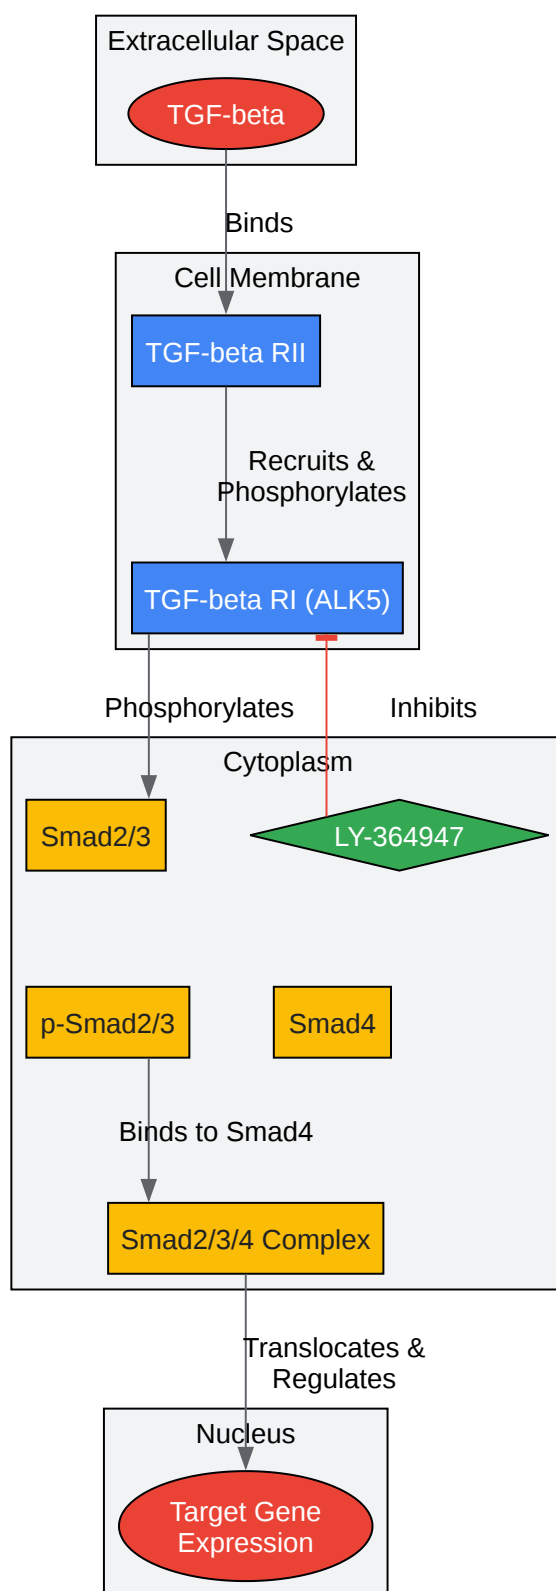 Extracellular Space
TGF-beta
Binds
Cell Membrane
TGF-beta RII
Recruits &
Phosphorylates
TGF-beta RI (ALK5)
Phosphorylates
Inhibits
Cytoplasm
Smad2/3
LY-364947
p-Smad2/3
Smad4
Binds to Smad4
Smad2/3/4 Complex
Translocates &
Regulates
Nucleus
Target Gene
Expression